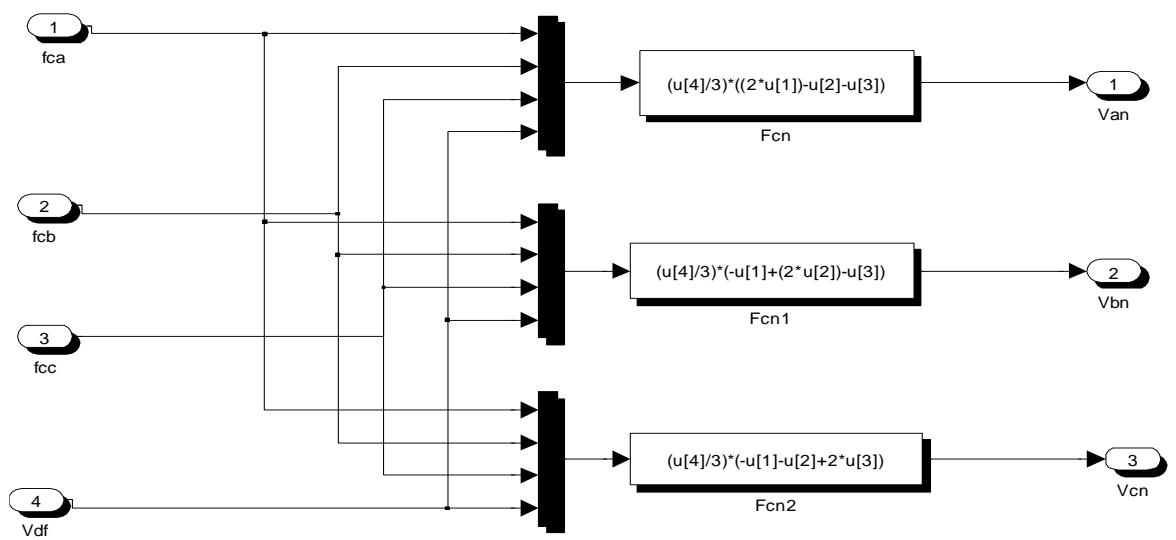 1
fca
(u[4]/3)*((2*u[1])-u[2]-u[3])
Fcn
1
Van
2
fcb
(u[4]/3)*(-u[1]+(2*u[2])-u[3])
Fcn1
2
Vbn
3
fcc
(u[4]/3)*(-u[1]-u[2]+2*u[3])
Fcn2
3
Vcn
4
Vdf